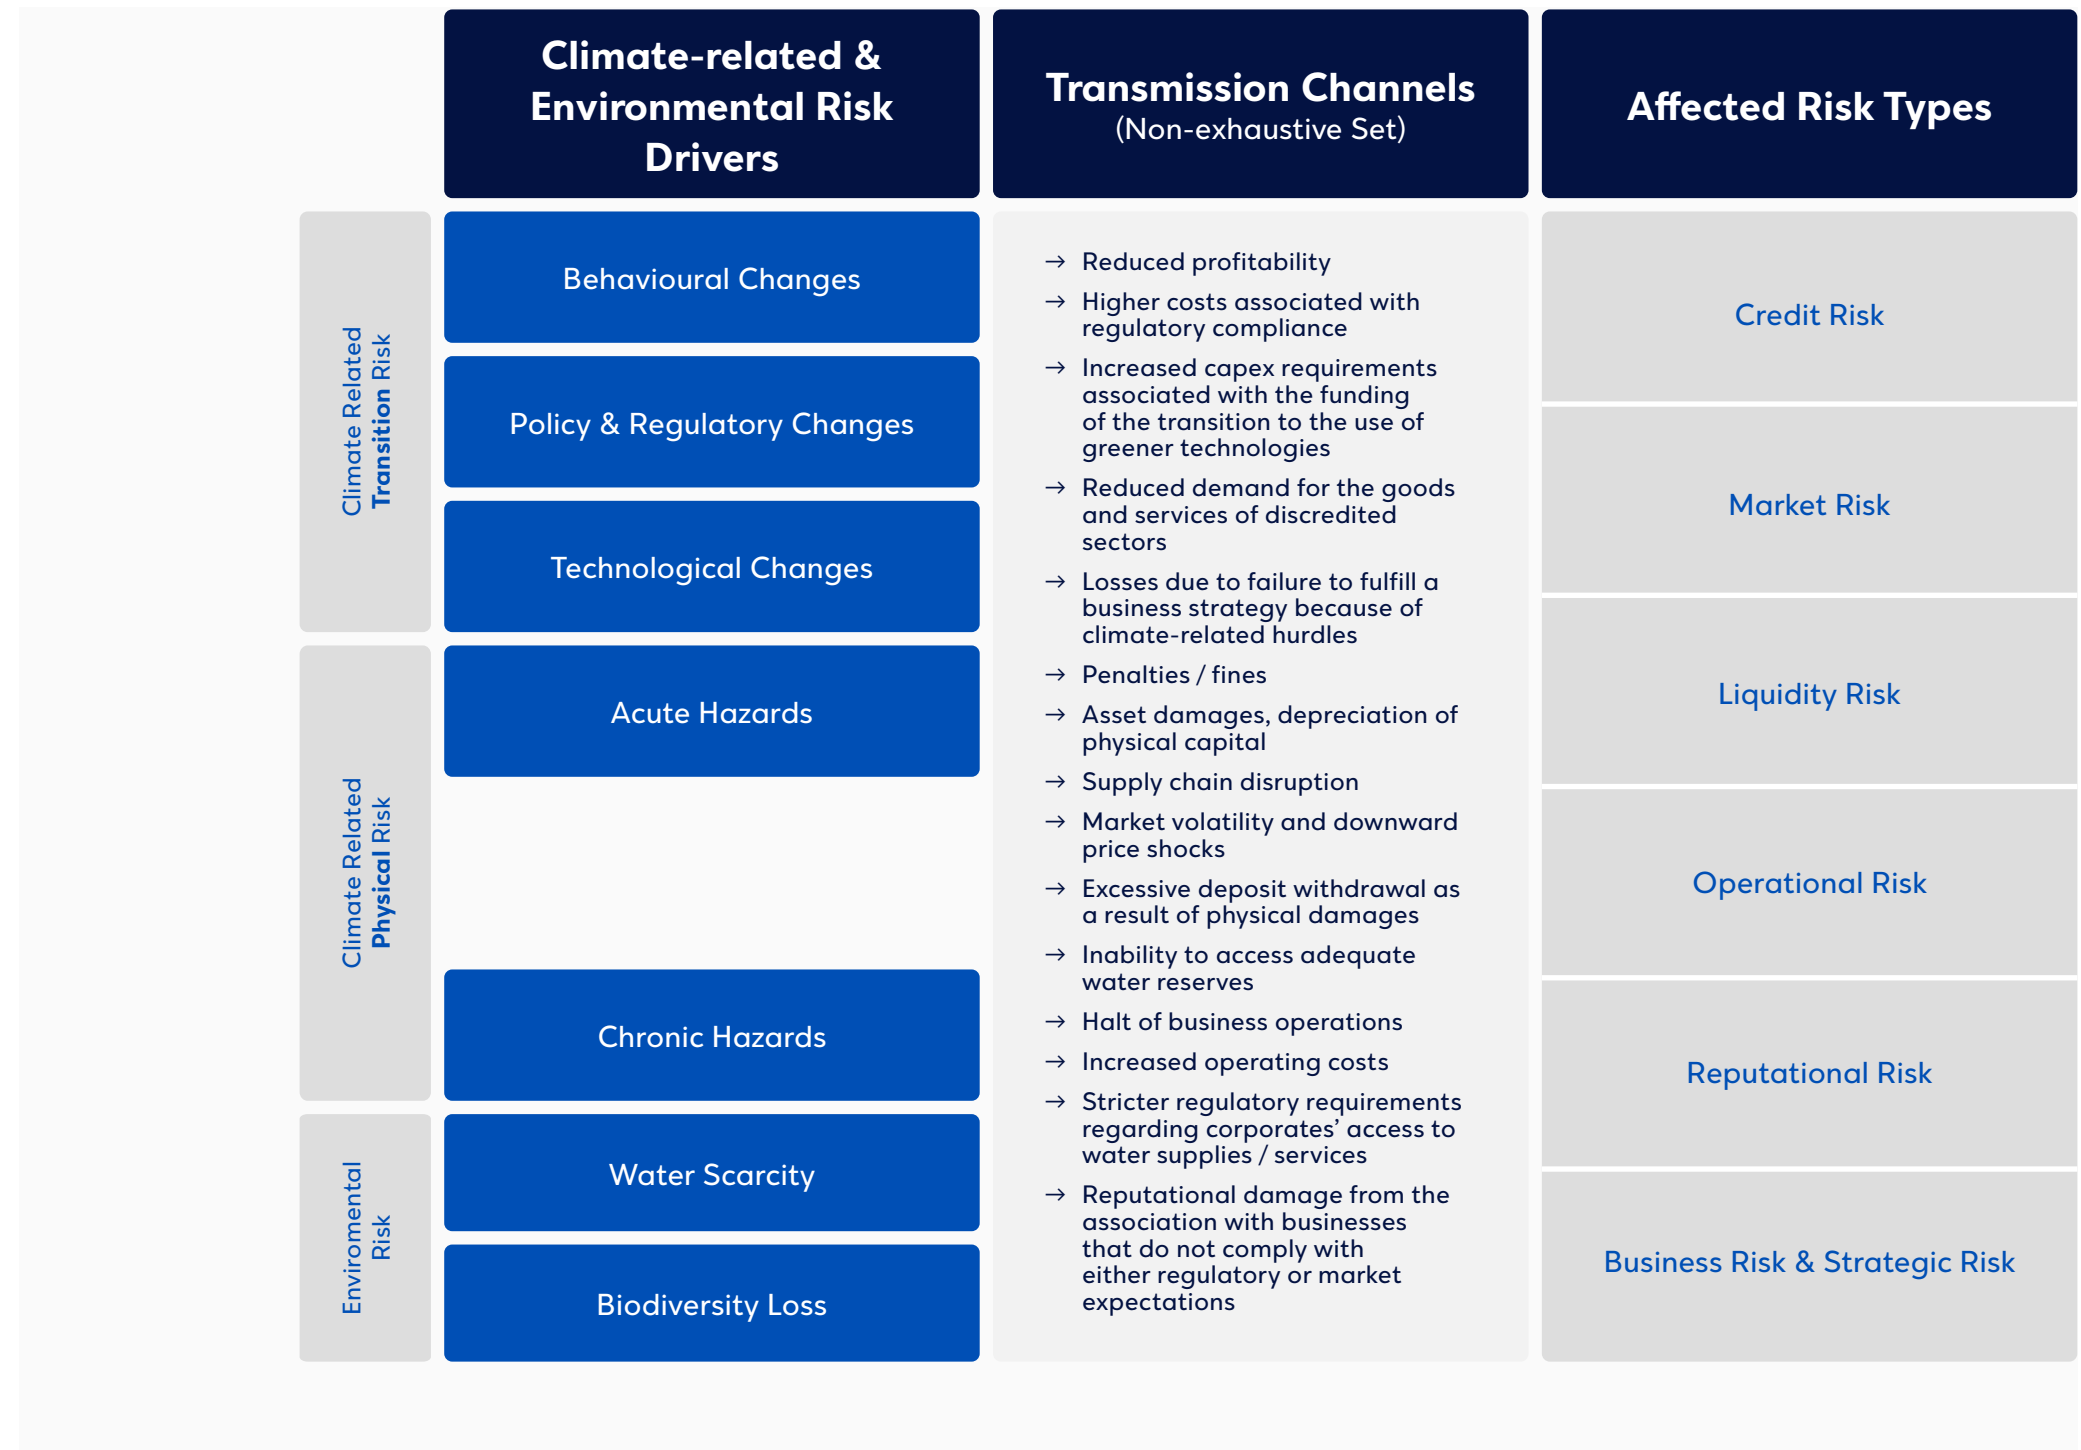 Climate-related &
Environmental Risk
Drivers
Transmission Channels
(Non-exhaustive Set)
Affected Risk Types
Climate Related
Transition Risk
Behavioural Changes
Policy & Regulatory Changes
Technological Changes
Climate Related
Physical Risk
Acute Hazards
Chronic Hazards
Enviromental
Risk
Water Scarcity
Biodiversity Loss
→ Reduced profitability
→ Higher costs associated with
regulatory compliance
→ Increased capex requirements
associated with the funding
of the transition to the use of
greener technologies
→ Reduced demand for the goods
and services of discredited
sectors
→ Losses due to failure to fulfill a
business strategy because of
climate-related hurdles
→ Penalties / fines
→ Asset damages, depreciation of
physical capital
→ Supply chain disruption
→ Market volatility and downward
price shocks
→ Excessive deposit withdrawal as
a result of physical damages
→ Inability to access adequate
water reserves
→ Halt of business operations
→ Increased operating costs
→ Stricter regulatory requirements
regarding corporates’ access to
water supplies / services
→ Reputational damage from the
association with businesses
that do not comply with
either regulatory or market
expectations
Credit Risk
Market Risk
Liquidity Risk
Operational Risk
Reputational Risk
Business Risk & Strategic Risk